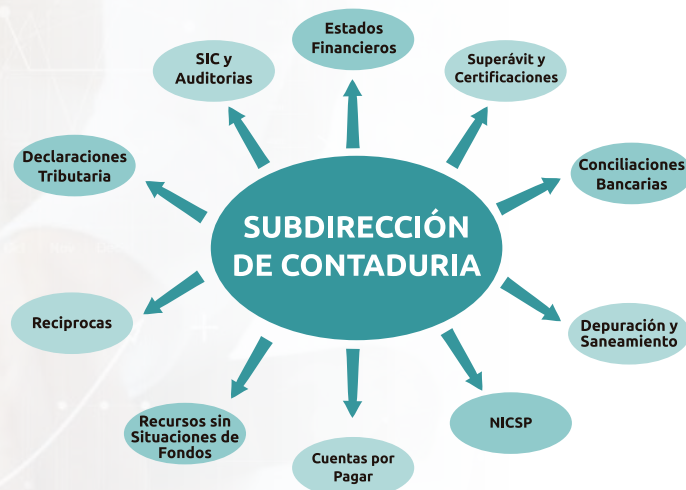 Estados
Financieros
SIC y
Auditorias
Superávit y
Certificaciones
Declaraciones
Tributaria
Conciliaciones
Bancarias
SUBDIRECCIÓN
DE CONTADURIA
Reciprocas
Depuración y
Saneamiento
Recursos sin
Situaciones de
Fondos
NICSP
Cuentas por
Pagar